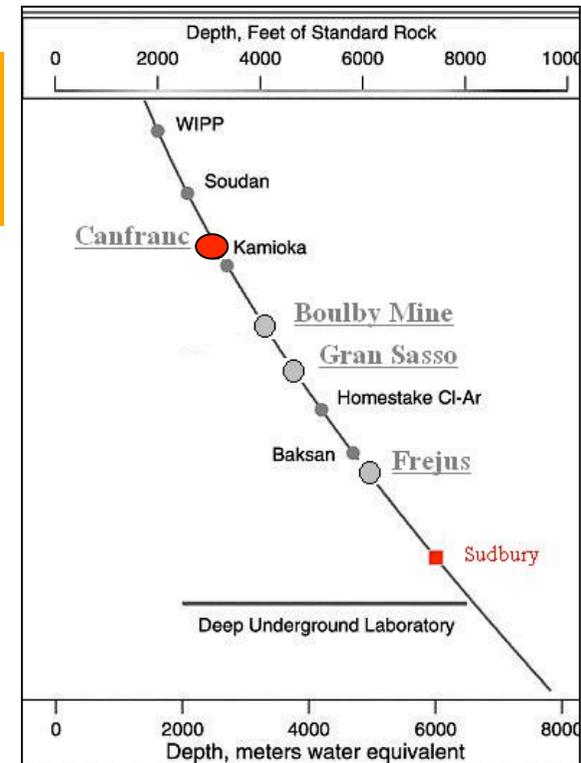 Depth, Feet of Standard Rock
0 2000 4000 6000 8000 1000
WIPP
Soudan
Canfranc
Kamioka
Boulby Mine
Gran Sasso
Homestake Cl-Ar
Baksan
Frejus
Sudbury
Deep Underground Laboratory
0 2000 4000 6000 8000
Depth, meters water equivalent